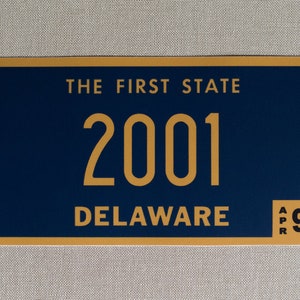 THE FIRST STATE
2001
DELAWARE
APR
9